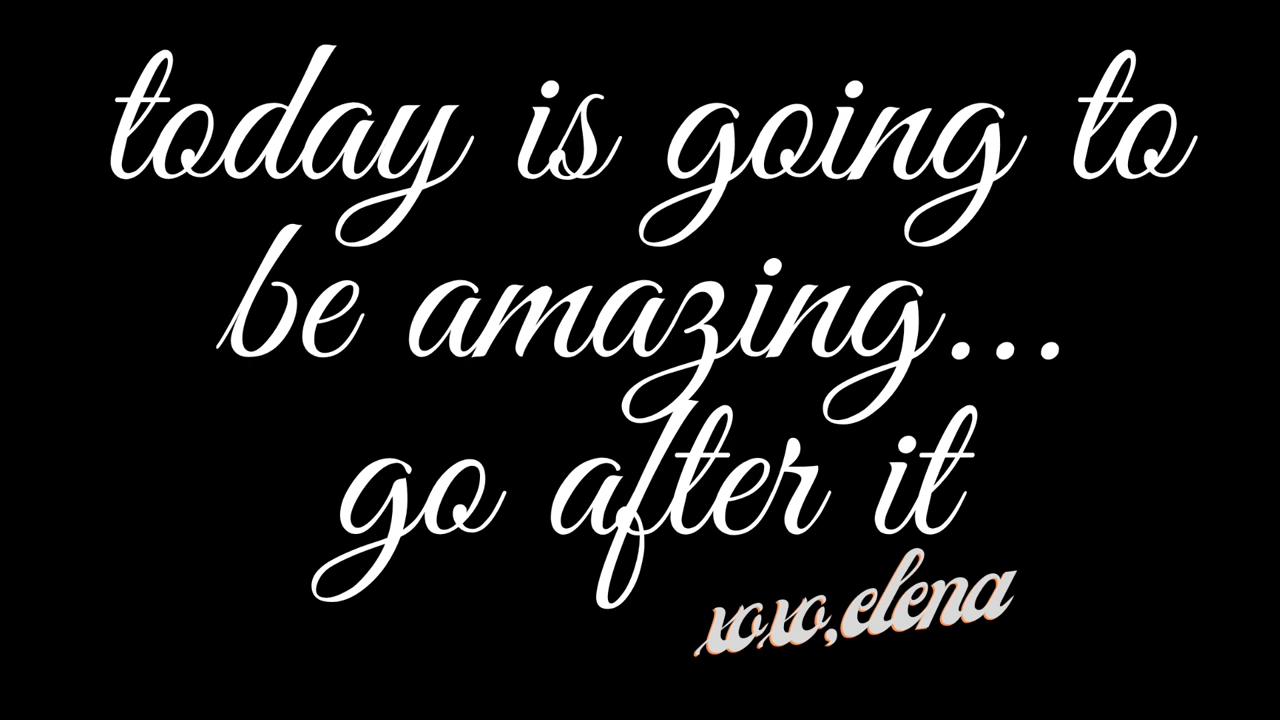 today is going to
be amazing...
go after it
xoxo,elena